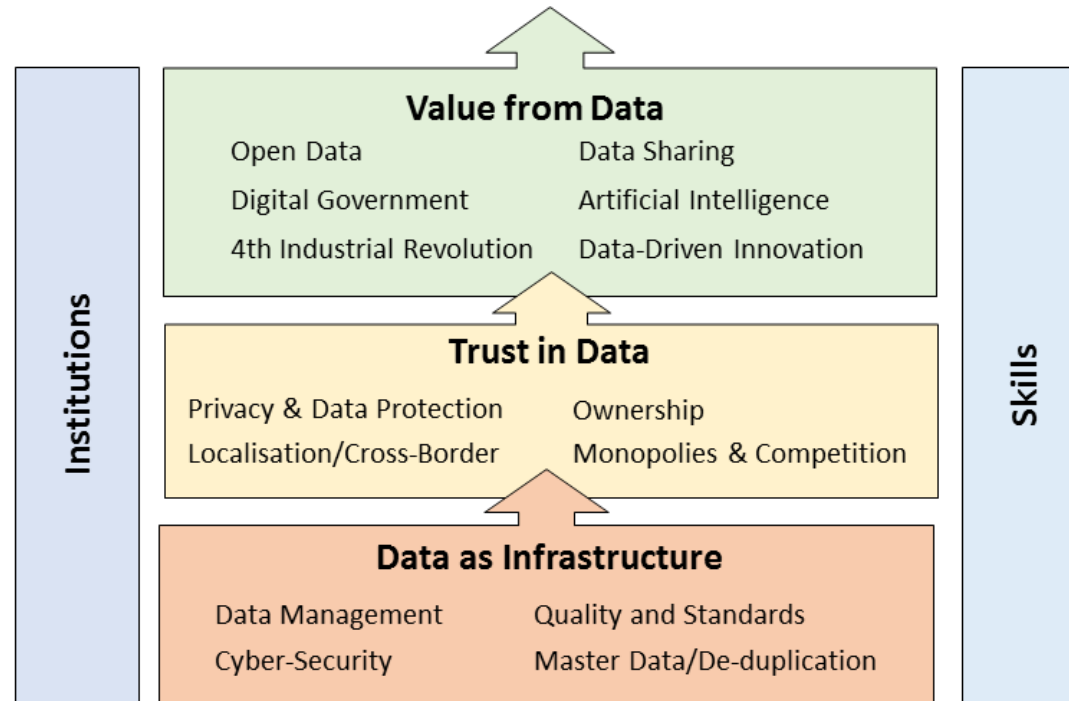 Institutions
Value from Data
Open Data
Data Sharing
Digital Government
Artificial Intelligence
4th Industrial Revolution
Data-Driven Innovation
Trust in Data
Privacy & Data Protection
Ownership
Localisation/Cross-Border
Monopolies & Competition
Data as Infrastructure
Data Management
Quality and Standards
Cyber-Security
Master Data/De-duplication
Skills